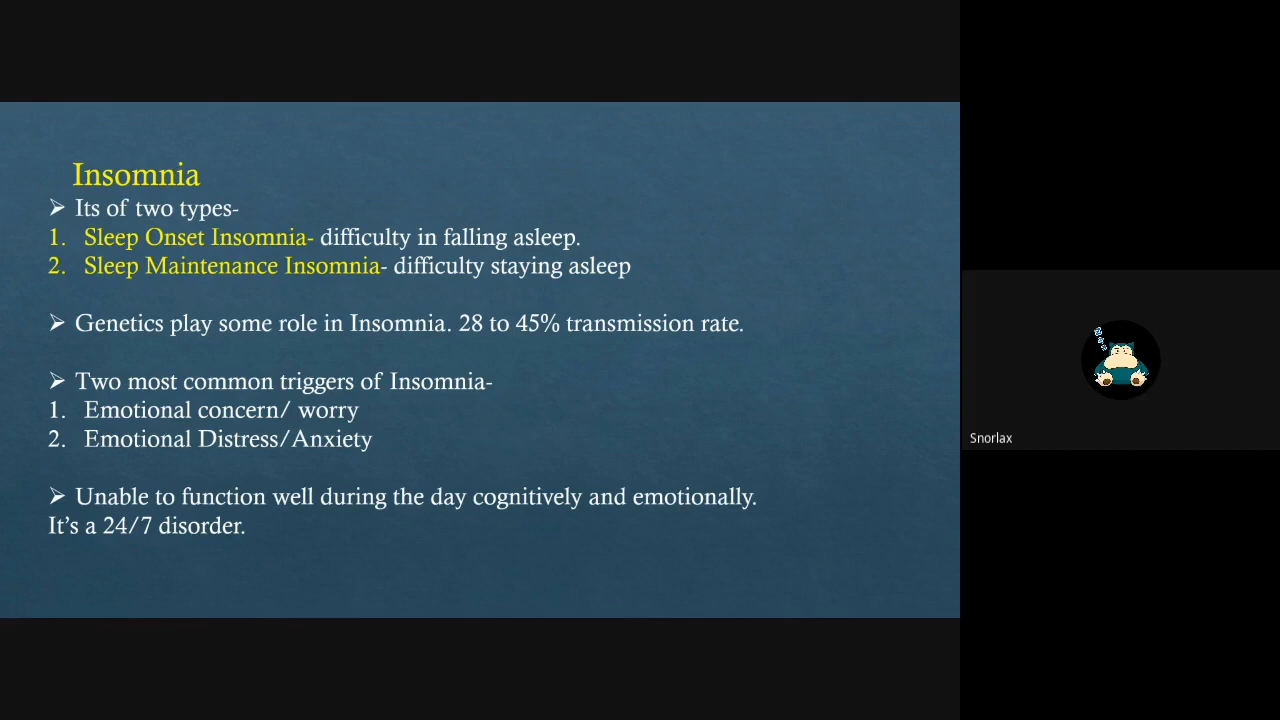 Insomnia
➢ Its of two types-
1. Sleep Onset Insomnia- difficulty in falling asleep.
2. Sleep Maintenance Insomnia- difficulty staying asleep
➢ Genetics play some role in Insomnia. 28 to 45% transmission rate.
➢ Two most common triggers of Insomnia-
1. Emotional concern/ worry
2. Emotional Distress/Anxiety
➢ Unable to function well during the day cognitively and emotionally.
It's a 24/7 disorder.
Snorlax